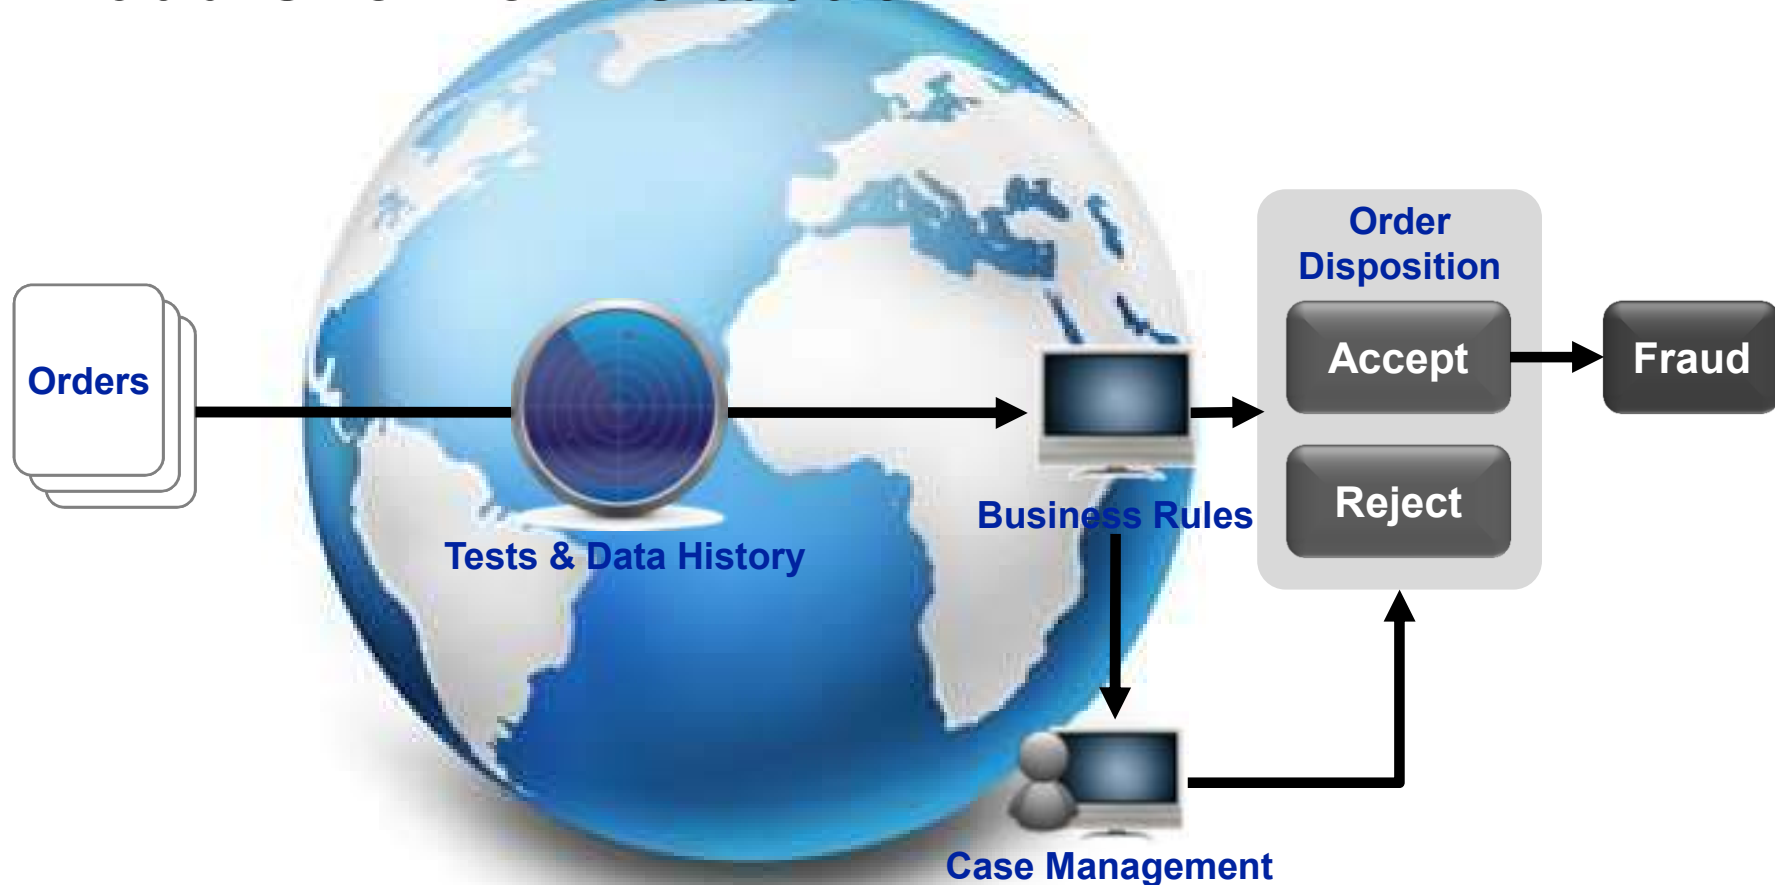 Orders
Tests & Data History
Business Rules
Case Management
Order
Disposition
Accept
Reject
Fraud